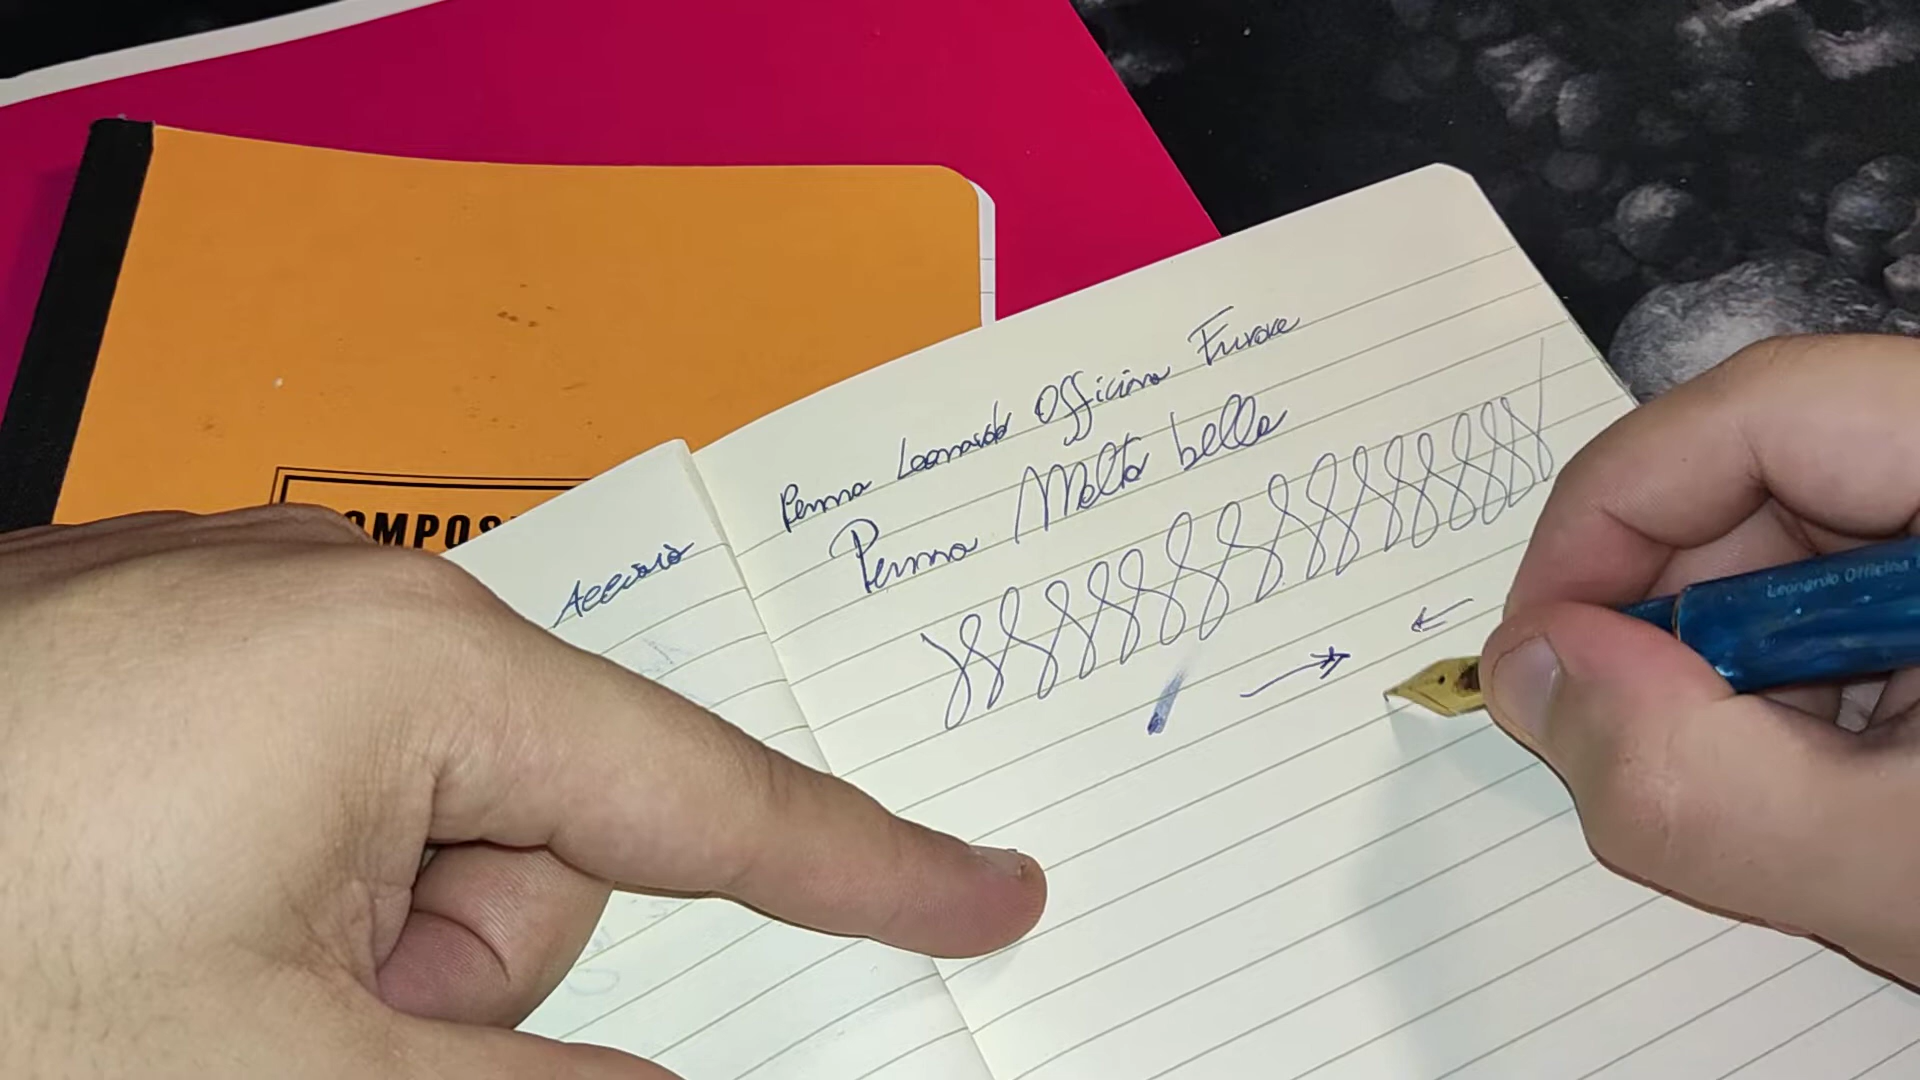 COMPOS
Penna Leonardo Officina Furore
Penna Molto bella
Acciaio
Leonardo Officina